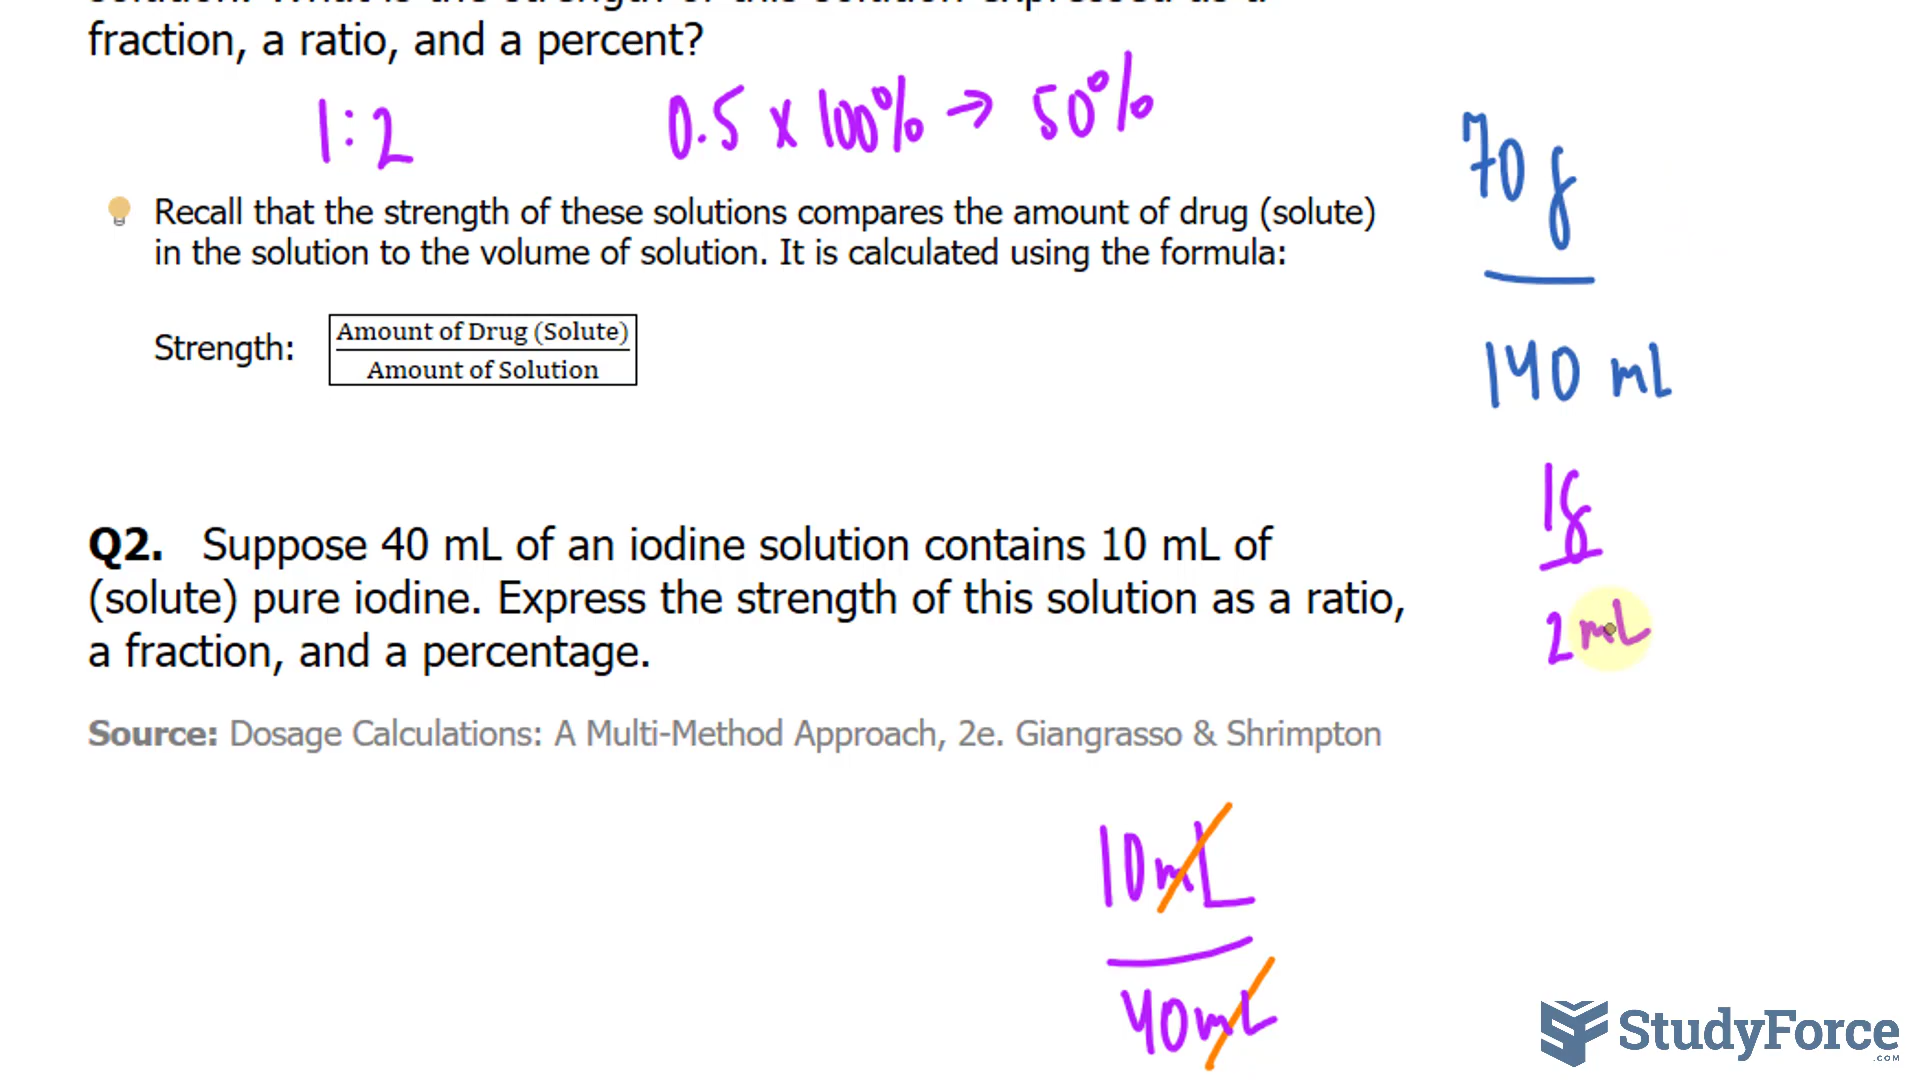 fraction, a ratio, and a percent?
1:2
0.5 x 100% → 50%
70 g
140 mL
Recall that the strength of these solutions compares the amount of drug (solute)
in the solution to the volume of solution. It is calculated using the formula:
Strength:
Amount of Drug (Solute)
Amount of Solution
1g
2 mL
Q2. Suppose 40 mL of an iodine solution contains 10 mL of
(solute) pure iodine. Express the strength of this solution as a ratio,
a fraction, and a percentage.
Source: Dosage Calculations: A Multi-Method Approach, 2e. Giangrasso & Shrimpton
10mL
40mL
StudyForce
.COM